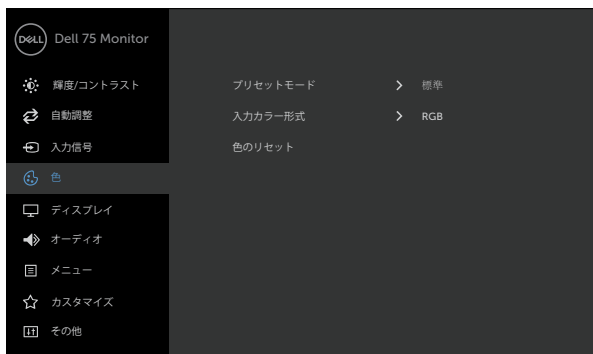 DELL Dell 75 Monitor
輝度/コントラスト
プリセットモード > 標準
自動調整
入力カラー形式 > RGB
入力信号
色のリセット
色
ディスプレイ
オーディオ
メニュー
カスタマイズ
その他